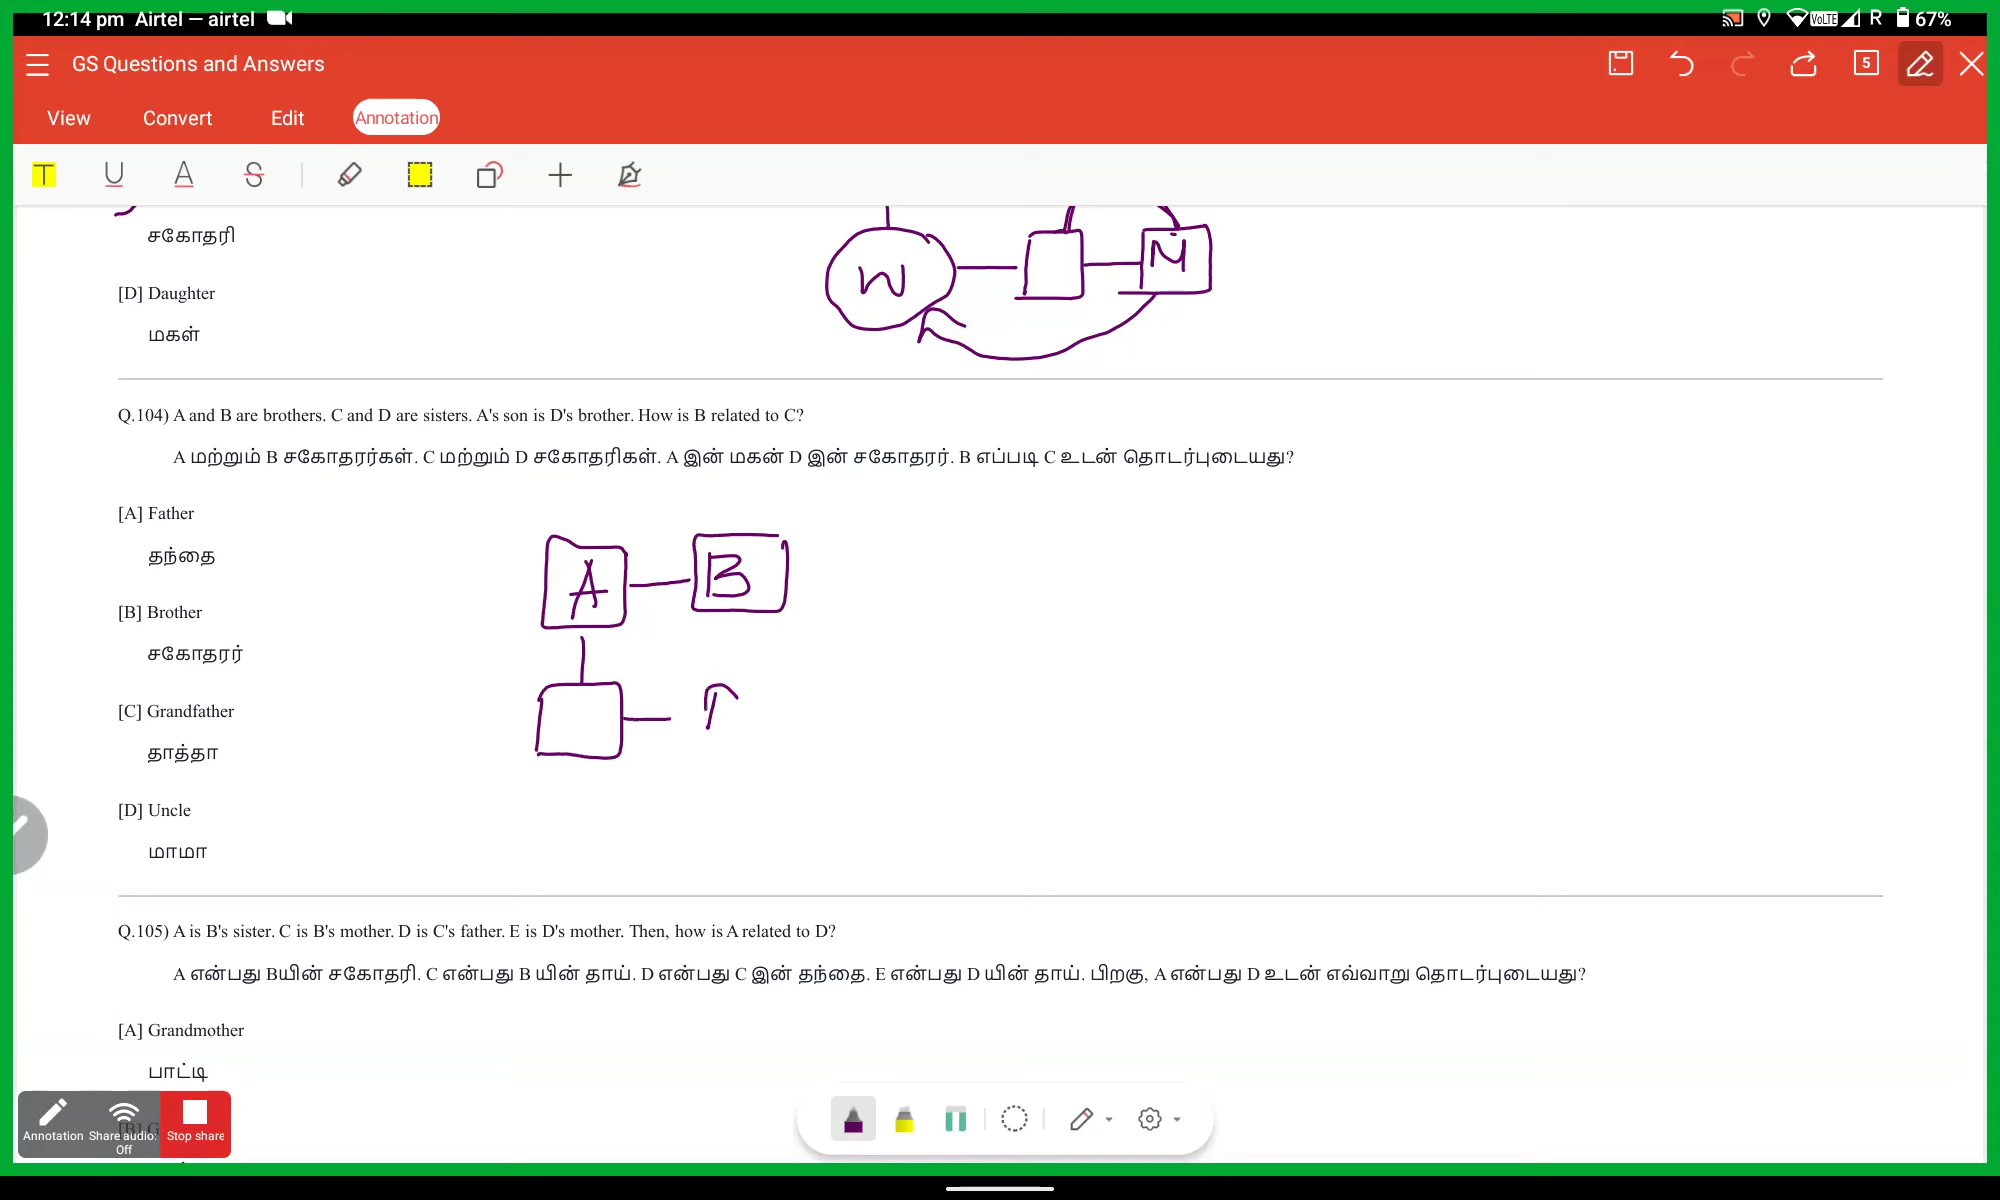 12:14 pm Airtel — airtel
VoLTE R 67%
GS Questions and Answers
5
View Convert Edit Annotation
T U A S
சகோதரி
[D] Daughter
மகள்
W
N
Q.104) A and B are brothers. C and D are sisters. A's son is D's brother. How is B related to C?
A மற்றும் B சகோதரர்கள். C மற்றும் D சகோதரிகள். A இன் மகன் D இன் சகோதரர். B எப்படி C உடன் தொடர்புடையது?
[A] Father
தந்தை
[B] Brother
சகோதரர்
[C] Grandfather
தாத்தா
[D] Uncle
மாமா
A B
Q.105) A is B's sister. C is B's mother. D is C's father. E is D's mother. Then, how is A related to D?
A என்பது Bயின் சகோதரி. C என்பது B யின் தாய். D என்பது C இன் தந்தை. E என்பது D யின் தாய். பிறகு, A என்பது D உடன் எவ்வாறு தொடர்புடையது?
[A] Grandmother
பாட்டி
Annotation Share audio: Off Stop share